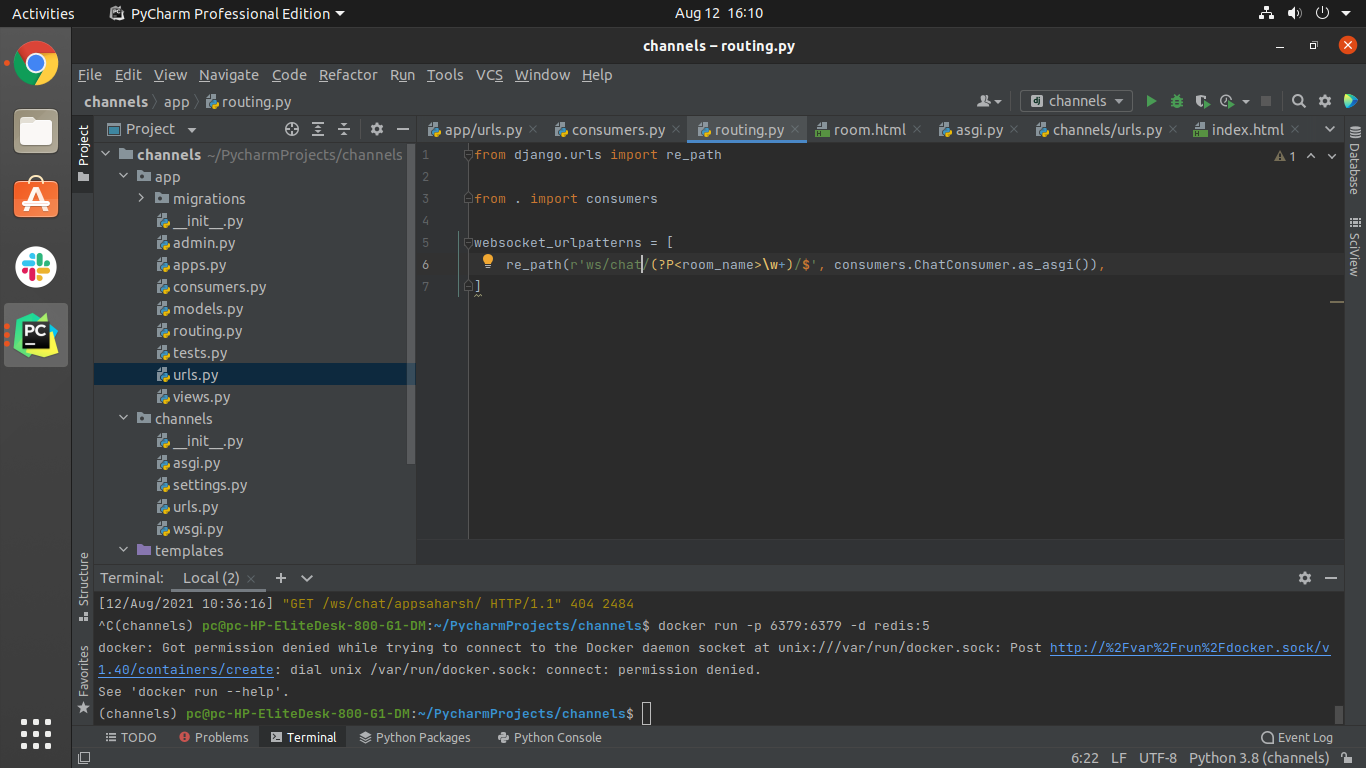 Activities PyCharm Professional Edition Aug 12 16:10
channels – routing.py
File Edit View Navigate Code Refactor Run Tools VCS Window Help
channels app routing.py channels
Project app/urls.py consumers.py routing.py room.html asgi.py channels/urls.py index.html
Project
Structure
Favorites
channels ~/PycharmProjects/channels
app
migrations
__init__.py
admin.py
apps.py
consumers.py
models.py
routing.py
tests.py
urls.py
views.py
channels
__init__.py
asgi.py
settings.py
urls.py
wsgi.py
templates
1 from django.urls import re_path
2
3 from . import consumers
4
5 websocket_urlpatterns = [
6 re_path(r'ws/chat/(?P<room_name>\w+)/$', consumers.ChatConsumer.as_asgi()),
7 ]
1
Database
SciView
Terminal: Local (2)
[12/Aug/2021 10:36:16] "GET /ws/chat/appsaharsh/ HTTP/1.1" 404 2484
^C(channels) pc@pc-HP-EliteDesk-800-G1-DM:~/PycharmProjects/channels$ docker run -p 6379:6379 -d redis:5
docker: Got permission denied while trying to connect to the Docker daemon socket at unix:///var/run/docker.sock: Post http://%2Fvar%2Frun%2Fdocker.sock/v
1.40/containers/create: dial unix /var/run/docker.sock: connect: permission denied.
See 'docker run --help'.
(channels) pc@pc-HP-EliteDesk-800-G1-DM:~/PycharmProjects/channels$
TODO Problems Terminal Python Packages Python Console Event Log
6:22 LF UTF-8 Python 3.8 (channels)